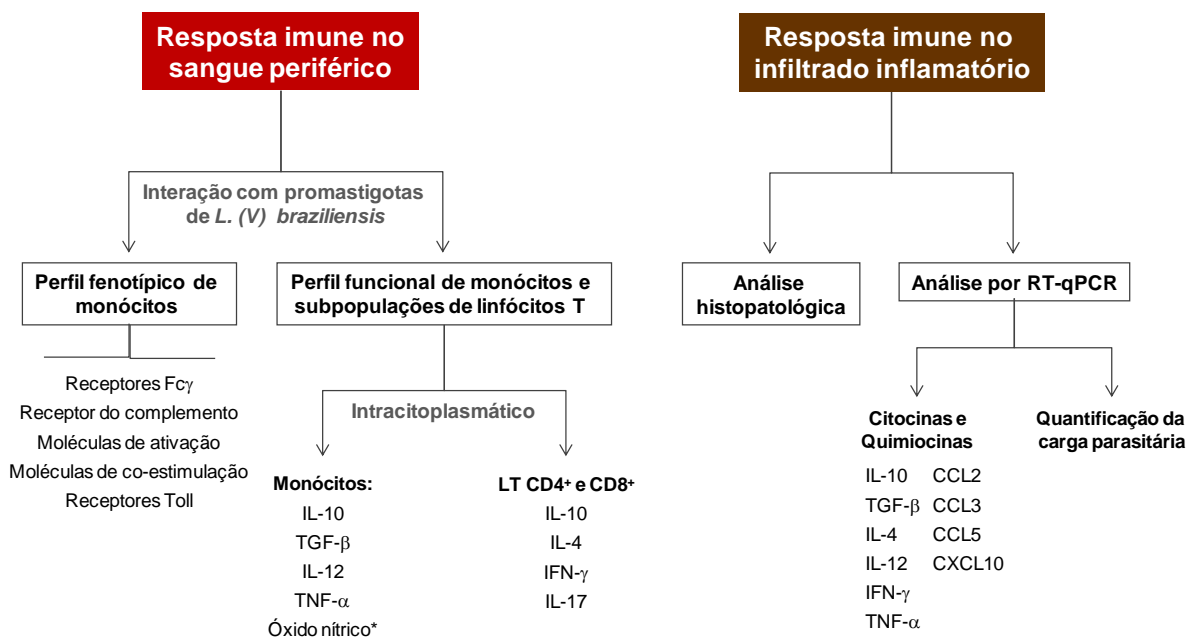 Resposta imune no
sangue periférico
Interação com promastigotas
de L. (V) braziliensis
Perfil fenotípico de
monócitos
Receptores Fcγ
Receptor do complemento
Moléculas de ativação
Moléculas de co-estimulação
Receptores Toll
Perfil funcional de monócitos e
subpopulações de linfócitos T
Intracitoplasmático
Monócitos:
IL-10
TGF-β
IL-12
TNF-α
Óxido nítrico*
LT CD4⁺ e CD8⁺
IL-10
IL-4
IFN-γ
IL-17
Resposta imune no
infiltrado inflamatório
Análise
histopatológica
Análise por RT-qPCR
Citocinas e
Quimiocinas
IL-10 CCL2
TGF-β CCL3
IL-4 CCL5
IL-12 CXCL10
IFN-γ
TNF-α
Quantificação da
carga parasitária